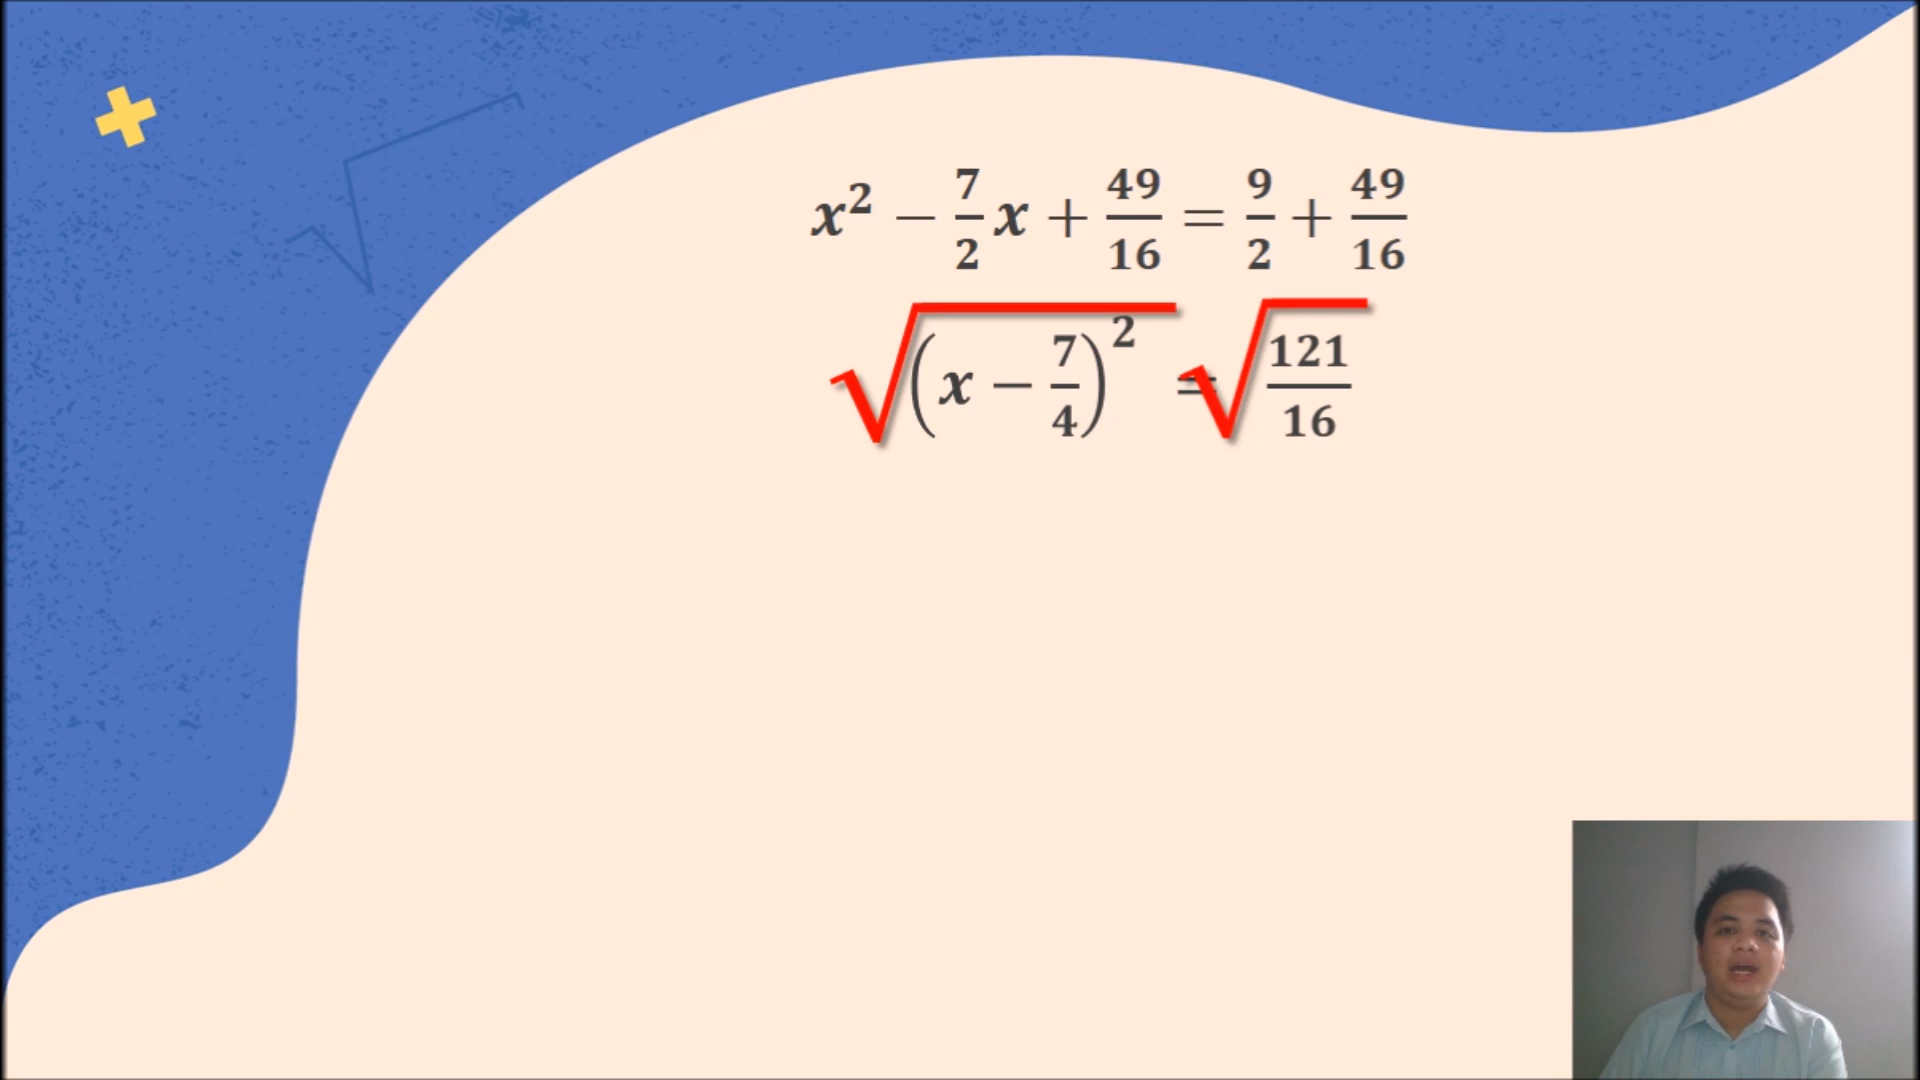 x² − 7/2 x + 49/16 = 9/2 + 49/16
√(x − 7/4)² = √121/16